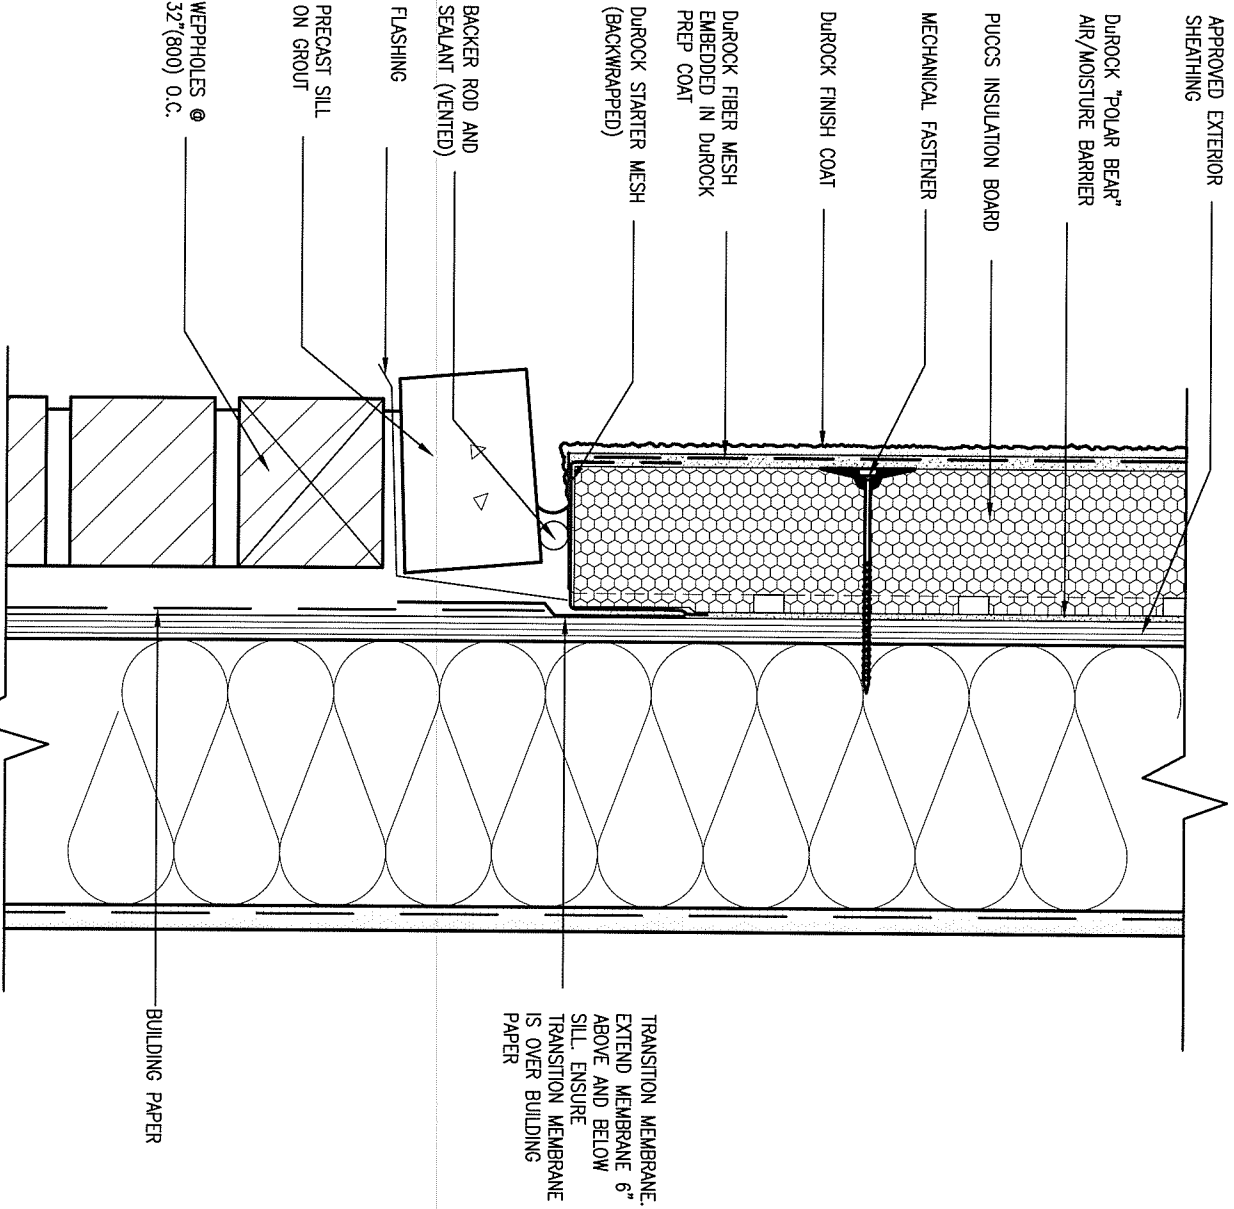 APPROVED EXTERIOR
SHEATHING
DuROCK "POLAR BEAR"
AIR/MOISTURE BARRIER
PUCCS INSULATION BOARD
MECHANICAL FASTENER
DuROCK FINISH COAT
DuROCK FIBER MESH
EMBEDDED IN DuROCK
PREP COAT
DuROCK STARTER MESH
(BACKWRAPPED)
BACKER ROD AND
SEALANT (VENTED)
FLASHING
PRECAST SILL
ON GROUT
WEPPHOLES @
32"(800) O.C.
TRANSITION MEMBRANE.
EXTEND MEMBRANE 6"
ABOVE AND BELOW
SILL. ENSURE
TRANSITION MEMBRANE
IS OVER BUILDING
PAPER
BUILDING PAPER